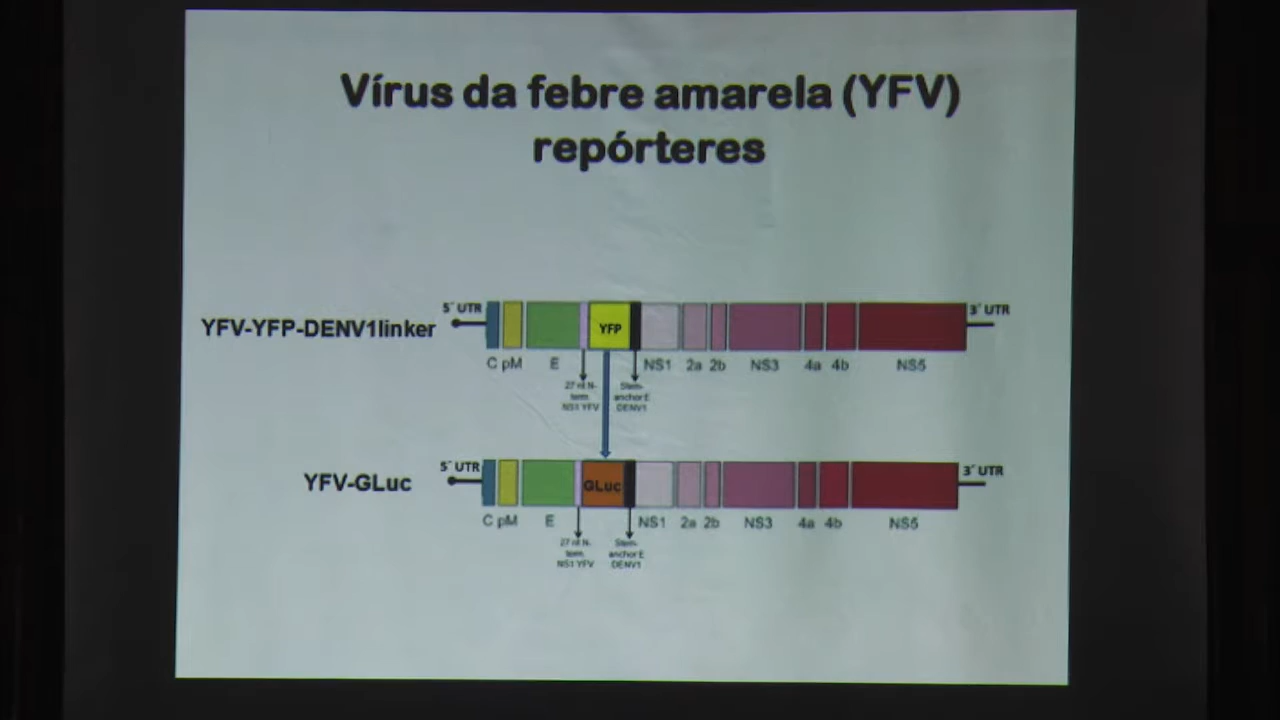 Vírus da febre amarela (YFV)
repórteres
YFV-YFP-DENV1linker
5´ UTR
YFP
3´ UTR
C pM E NS1 2a 2b NS3 4a 4b NS5
27 nt N-
term
NS1 YFV
Stem-
anchor E
DENV1
YFV-GLuc
5´ UTR
GLuc
3´ UTR
C pM E NS1 2a 2b NS3 4a 4b NS5
27 nt N-
term
NS1 YFV
Stem-
anchor E
DENV1